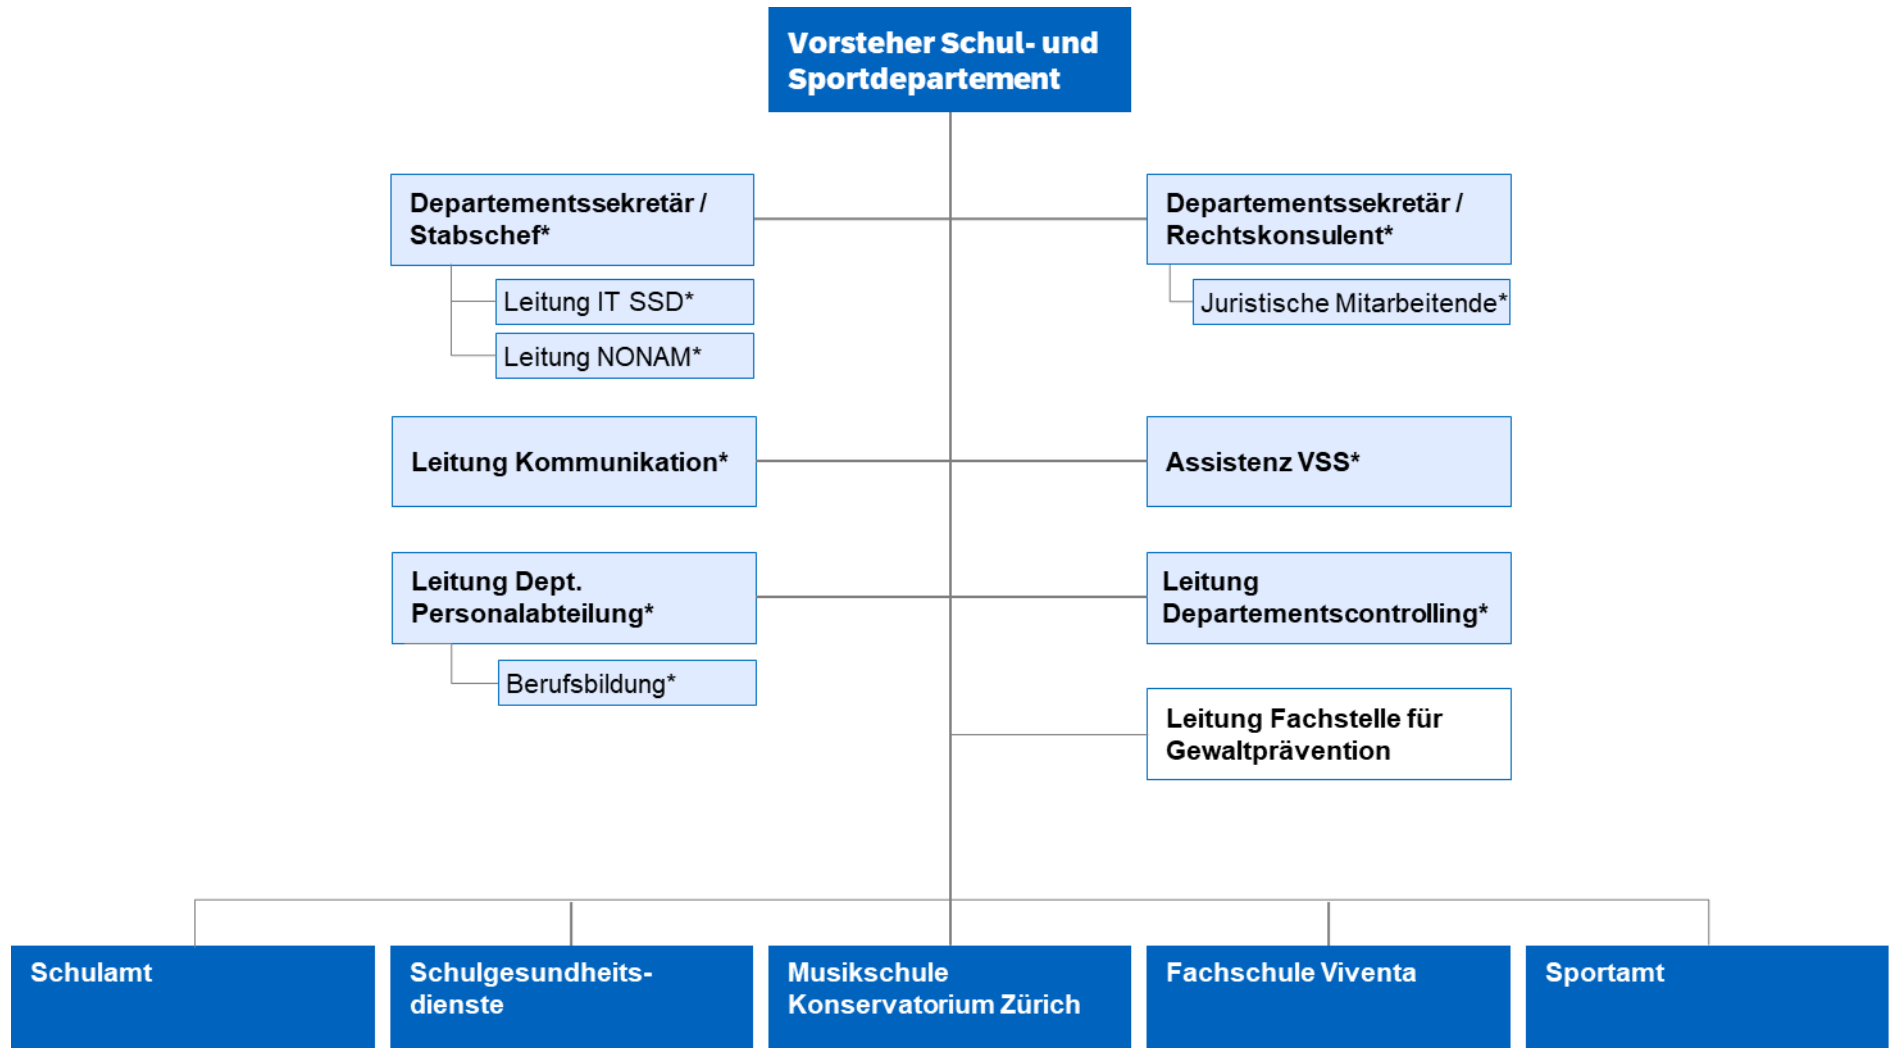 Vorsteher Schul- und
Sportdepartement
Departementssekretär /
Stabschef*
Leitung IT SSD*
Leitung NONAM*
Departementssekretär /
Rechtskonsulent*
Juristische Mitarbeitende*
Leitung Kommunikation*
Assistenz VSS*
Leitung Dept.
Personalabteilung*
Berufsbildung*
Leitung
Departementscontrolling*
Leitung Fachstelle für
Gewaltprävention
Schulamt
Schulgesundheits-
dienste
Musikschule
Konservatorium Zürich
Fachschule Viventa
Sportamt